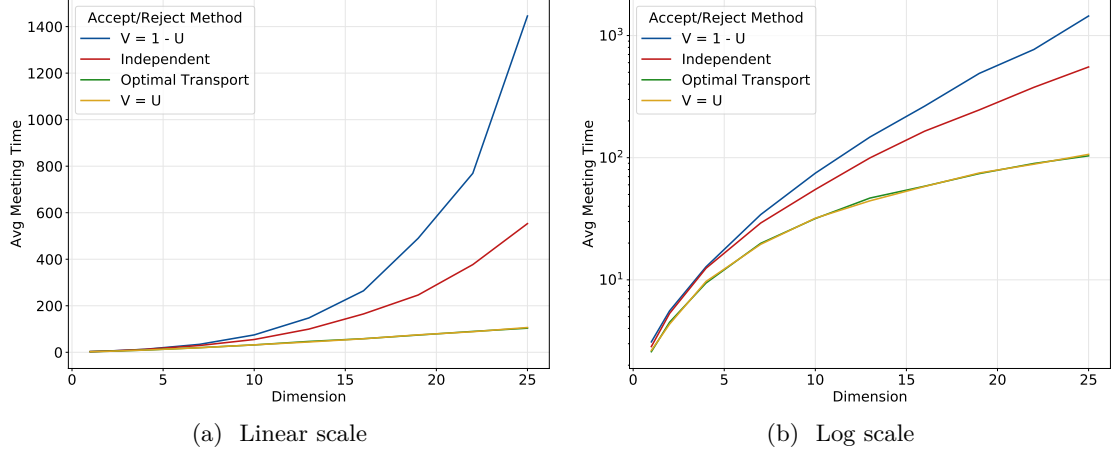 Accept/Reject Method
V = 1 - U
Independent
Optimal Transport
V = U
Avg Meeting Time
1400
1200
1000
800
600
400
200
0
0 5 10 15 20 25
Dimension
(a) Linear scale
Accept/Reject Method
V = 1 - U
Independent
Optimal Transport
V = U
Avg Meeting Time
10³
10²
10¹
0 5 10 15 20 25
Dimension
(b) Log scale